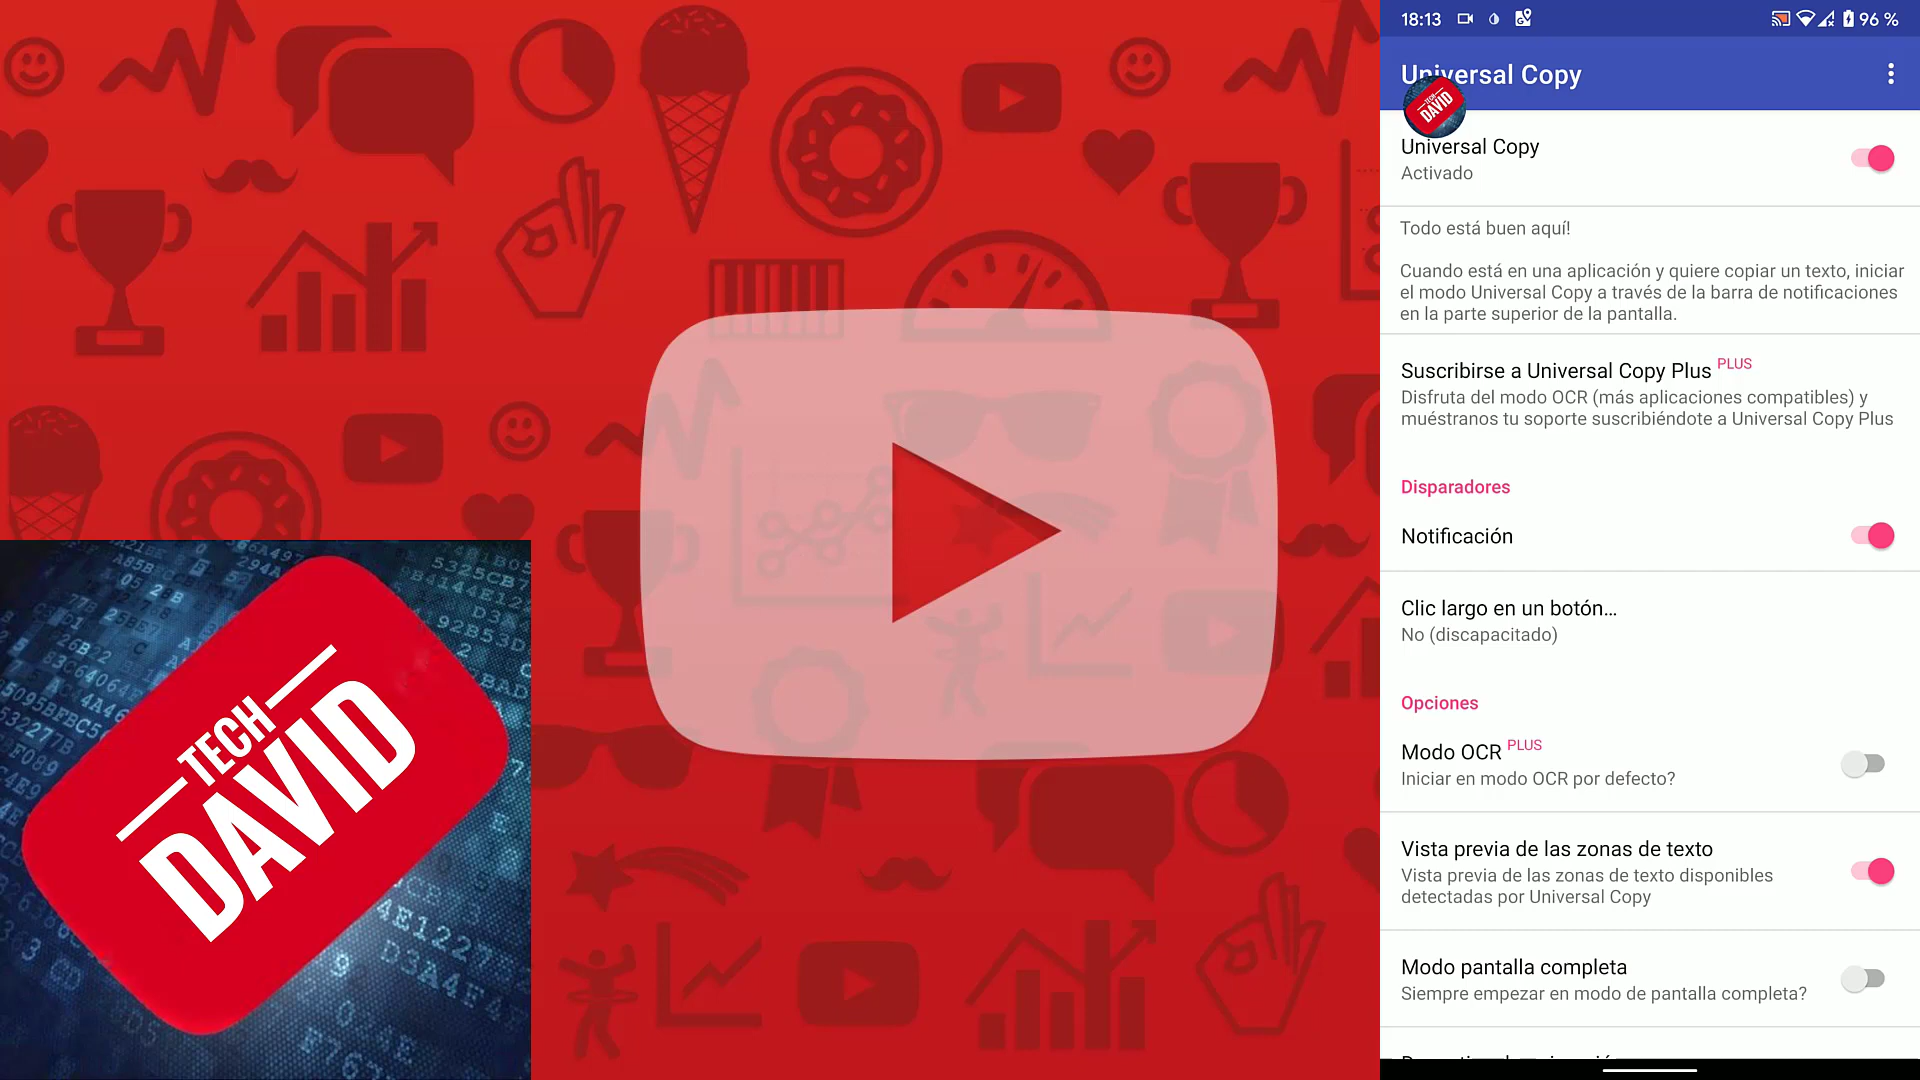 18:13
96 %
Universal Copy
TECH
DAVID
Universal Copy
Activado
Todo está buen aquí!
Cuando está en una aplicación y quiere copiar un texto, iniciar
el modo Universal Copy a través de la barra de notificaciones
en la parte superior de la pantalla.
Suscribirse a Universal Copy Plus PLUS
Disfruta del modo OCR (más aplicaciones compatibles) y
muéstranos tu soporte suscribiéndote a Universal Copy Plus
Disparadores
Notificación
Clic largo en un botón...
No (discapacitado)
Opciones
Modo OCR PLUS
Iniciar en modo OCR por defecto?
Vista previa de las zonas de texto
Vista previa de las zonas de texto disponibles
detectadas por Universal Copy
Modo pantalla completa
Siempre empezar en modo de pantalla completa?
TECH
DAVID